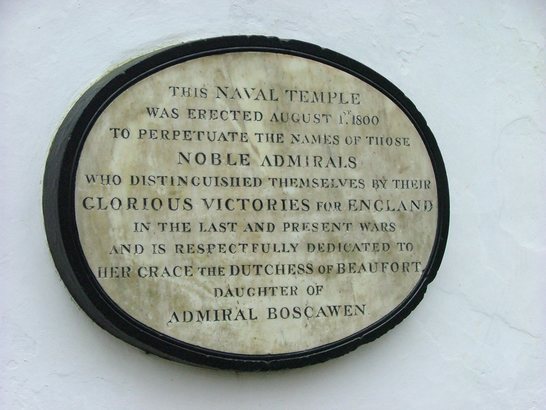 THIS NAVAL TEMPLE
WAS ERECTED AUGUST 1ST 1800
TO PERPETUATE THE NAMES OF THOSE
NOBLE ADMIRALS
WHO DISTINGUISHED THEMSELVES BY THEIR
GLORIOUS VICTORIES FOR ENGLAND
IN THE LAST AND PRESENT WARS
AND IS RESPECTFULLY DEDICATED TO
HER GRACE THE DUTCHESS OF BEAUFORT,
DAUGHTER OF
ADMIRAL BOSCAWEN